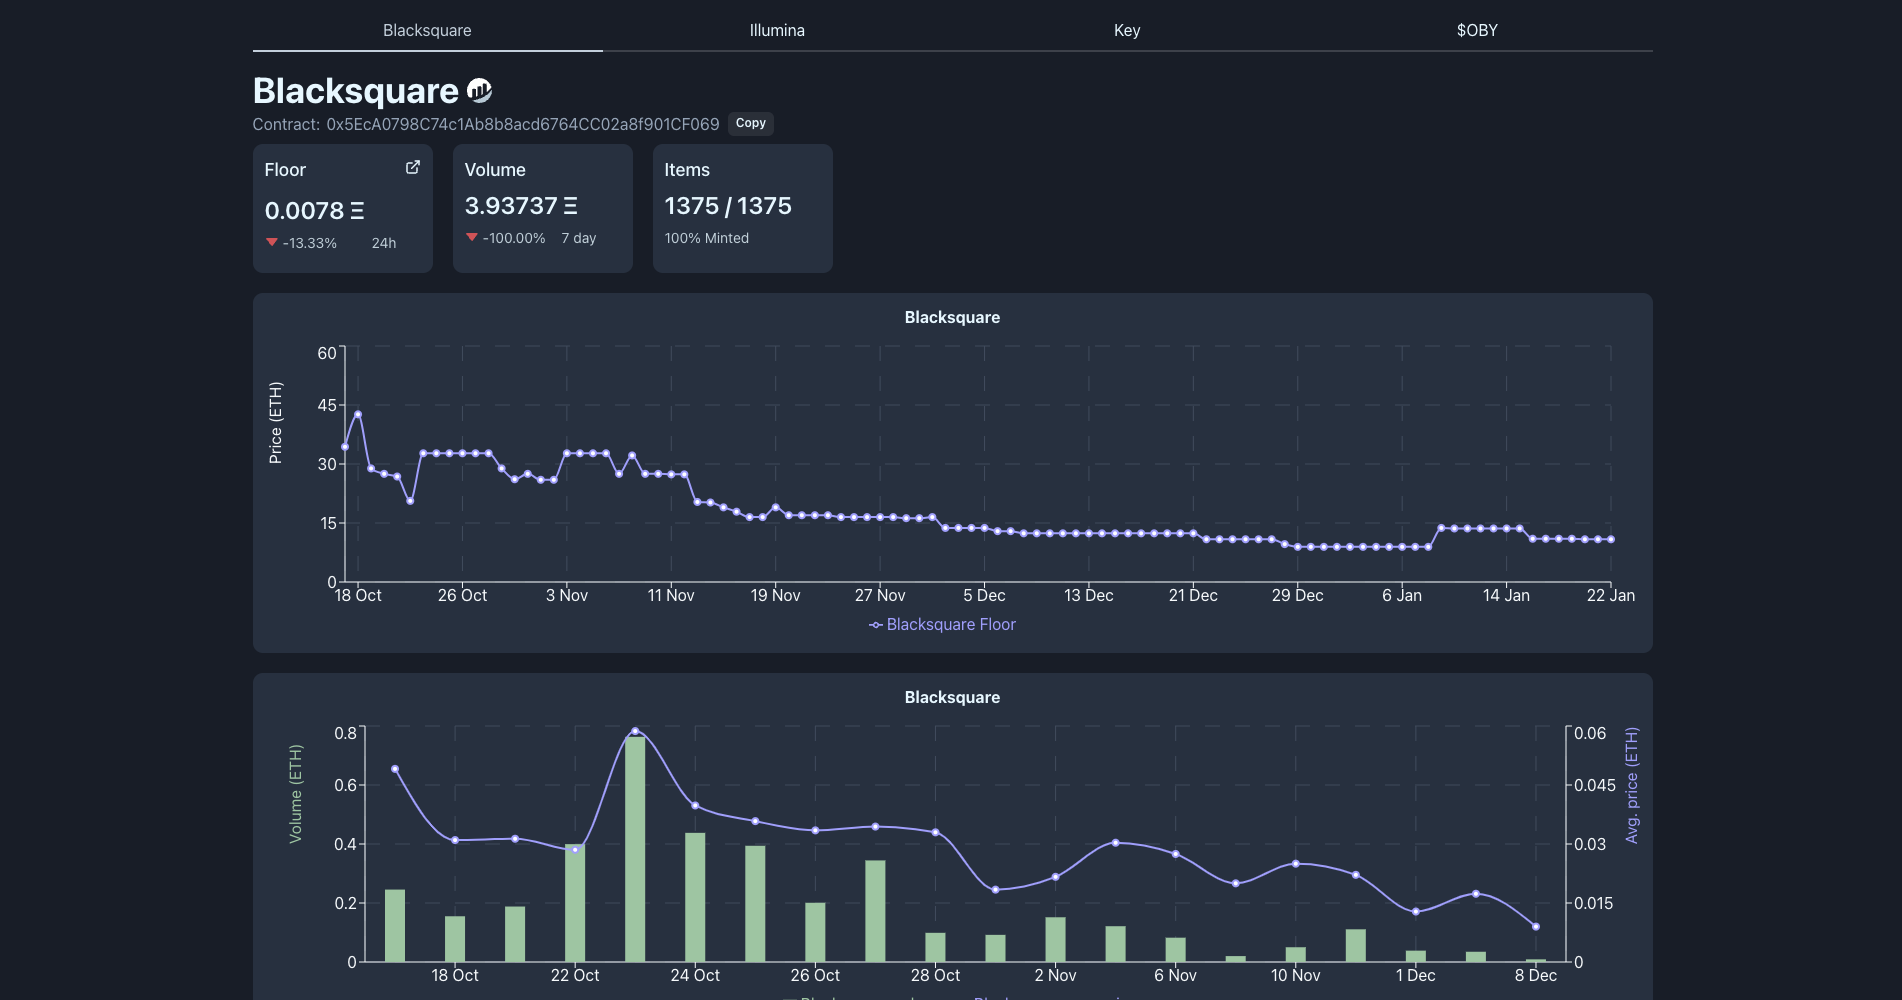 Blacksquare Illumina Key $OBY
Blacksquare
Contract: 0x5EcA0798C74c1Ab8b8acd6764CC02a8f901CF069 Copy
Floor
0.0078 Ξ
-13.33% 24h
Volume
3.93737 Ξ
-100.00% 7 day
Items
1375 / 1375
100% Minted
Blacksquare
Price (ETH)
60
45
30
15
0
18 Oct 26 Oct 3 Nov 11 Nov 19 Nov 27 Nov 5 Dec 13 Dec 21 Dec 29 Dec 6 Jan 14 Jan 22 Jan
Blacksquare Floor
Blacksquare
Volume (ETH)
0.8
0.6
0.4
0.2
0
0.06
0.045
0.03
0.015
0
Avg. price (ETH)
18 Oct 22 Oct 24 Oct 26 Oct 28 Oct 2 Nov 6 Nov 10 Nov 1 Dec 8 Dec